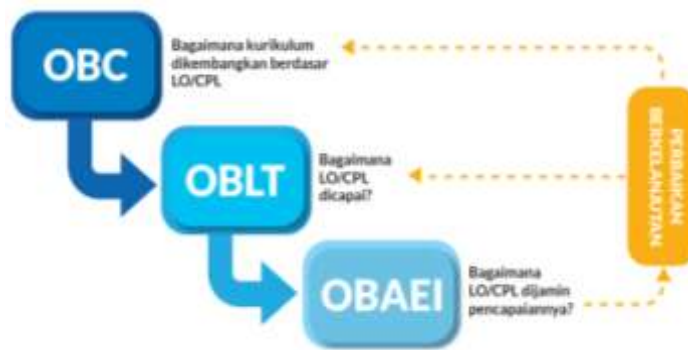 OBC
Bagaimana kurikulum
dikembangkan berdasar
LO/CPL
OBLT
Bagaimana
LO/CPL
dicapai?
OBAEI
Bagaimana
LO/CPL dijamin
pencapaiannya?
PERBAIKAN
BERKELANJUTAN